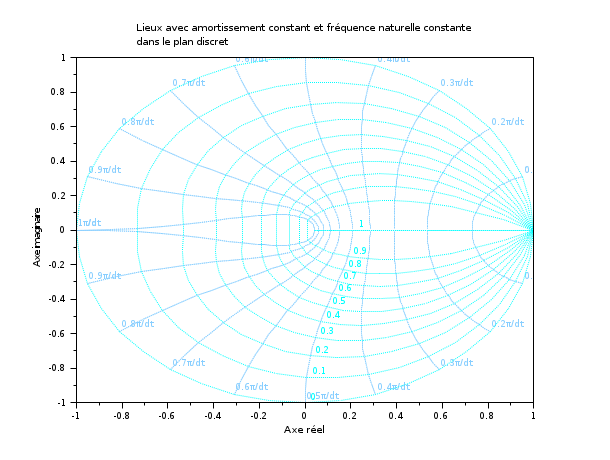 Lieux avec amortissement constant et fréquence naturelle constante
dans le plan discret
1
0.8
0.6
0.4
0.2
0
-0.2
-0.4
-0.6
-0.8
-1
Axe imaginaire
0.6π/dt
0.4π/dt
0.7π/dt
0.3π/dt
0.8π/dt
0.2π/dt
0.9π/dt
0.
1π/dt
1
0.9
0.9π/dt
0.
0.8
0.7
0.6
0.5
0.4
0.8π/dt
0.2π/dt
0.3
0.2
0.7π/dt
0.3π/dt
0.1
0.6π/dt
0.4π/dt
0
0.5π/dt
-1
-0.8
-0.6
-0.4
-0.2
0
0.2
0.4
0.6
0.8
1
Axe réel